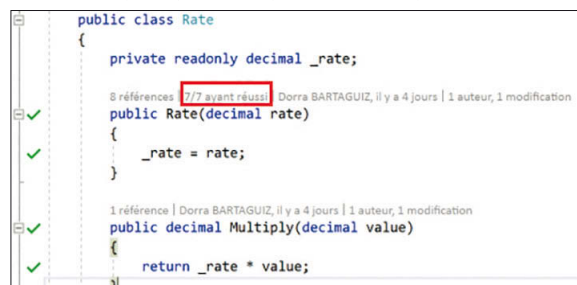 public class Rate
{
private readonly decimal _rate;
8 références | 7/7 ayant réussi | Dorra BARTAGUIZ, il y a 4 jours | 1 auteur, 1 modification
public Rate(decimal rate)
{
_rate = rate;
}
1 référence | Dorra BARTAGUIZ, il y a 4 jours | 1 auteur, 1 modification
public decimal Multiply(decimal value)
{
return _rate * value;
}